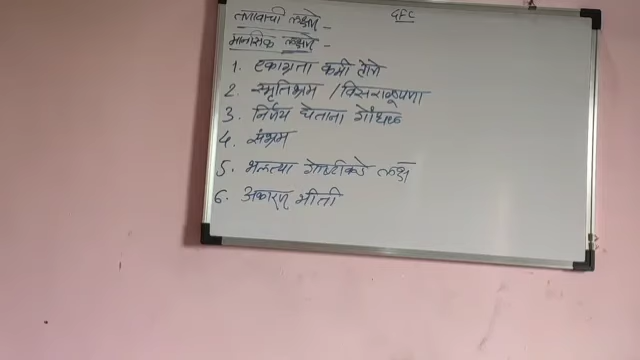 तणावाची लक्षणे - GFC
मानसिक लक्षणे -
1. एकाग्रता कमी होणे
2. स्मृतिभ्रम / विसराळूपणा
3. निर्णय घेताना गोंधळ
4. संभ्रम
5. भलत्या गोष्टीकडे लक्ष
6. अकारण भीती